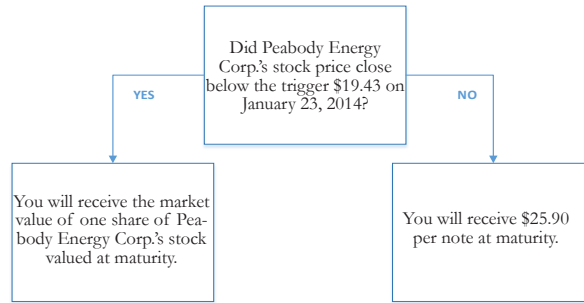 Did Peabody Energy
Corp.'s stock price close
below the trigger $19.43 on
January 23, 2014?
YES
NO
You will receive the market
value of one share of Pea-
body Energy Corp.'s stock
valued at maturity.
You will receive $25.90
per note at maturity.